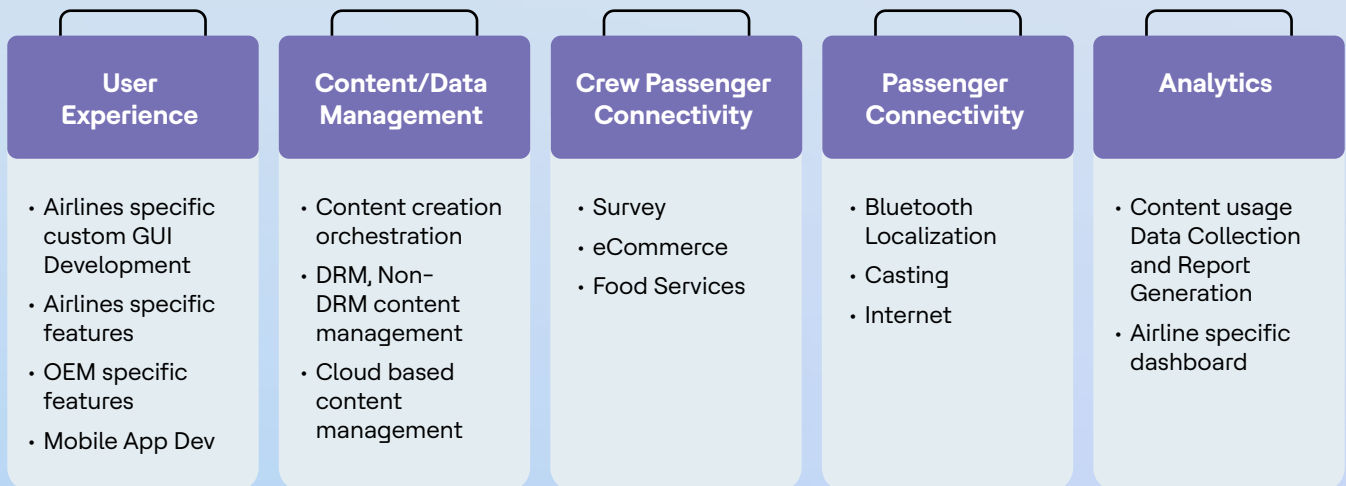 User
Experience
• Airlines specific
custom GUI
Development
• Airlines specific
features
• OEM specific
features
• Mobile App Dev
Content/Data
Management
• Content creation
orchestration
• DRM, Non-
DRM content
management
• Cloud based
content
management
Crew Passenger
Connectivity
• Survey
• eCommerce
• Food Services
Passenger
Connectivity
• Bluetooth
Localization
• Casting
• Internet
Analytics
• Content usage
Data Collection
and Report
Generation
• Airline specific
dashboard